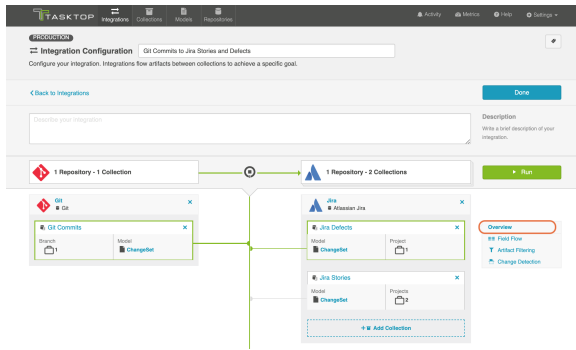 TASKTOP
Integrations
Collections
Models
Repositories
Activity
Metrics
Help
Settings
PRODUCTION
Integration Configuration
Git Commits to Jira Stories and Defects
Configure your integration. Integrations flow artifacts between collections to achieve a specific goal.
Back to Integrations
Done
Describe your integration
Description
Write a brief description of your
integration.
1 Repository - 1 Collection
1 Repository - 2 Collections
Run
Git
Git
Jira
Atlassian Jira
Git Commits
Branch
Model
1
ChangeSet
Jira Defects
Model
Project
ChangeSet
1
Overview
Field Flow
Artifact Filtering
Change Detection
Jira Stories
Model
Projects
ChangeSet
2
Add Collection